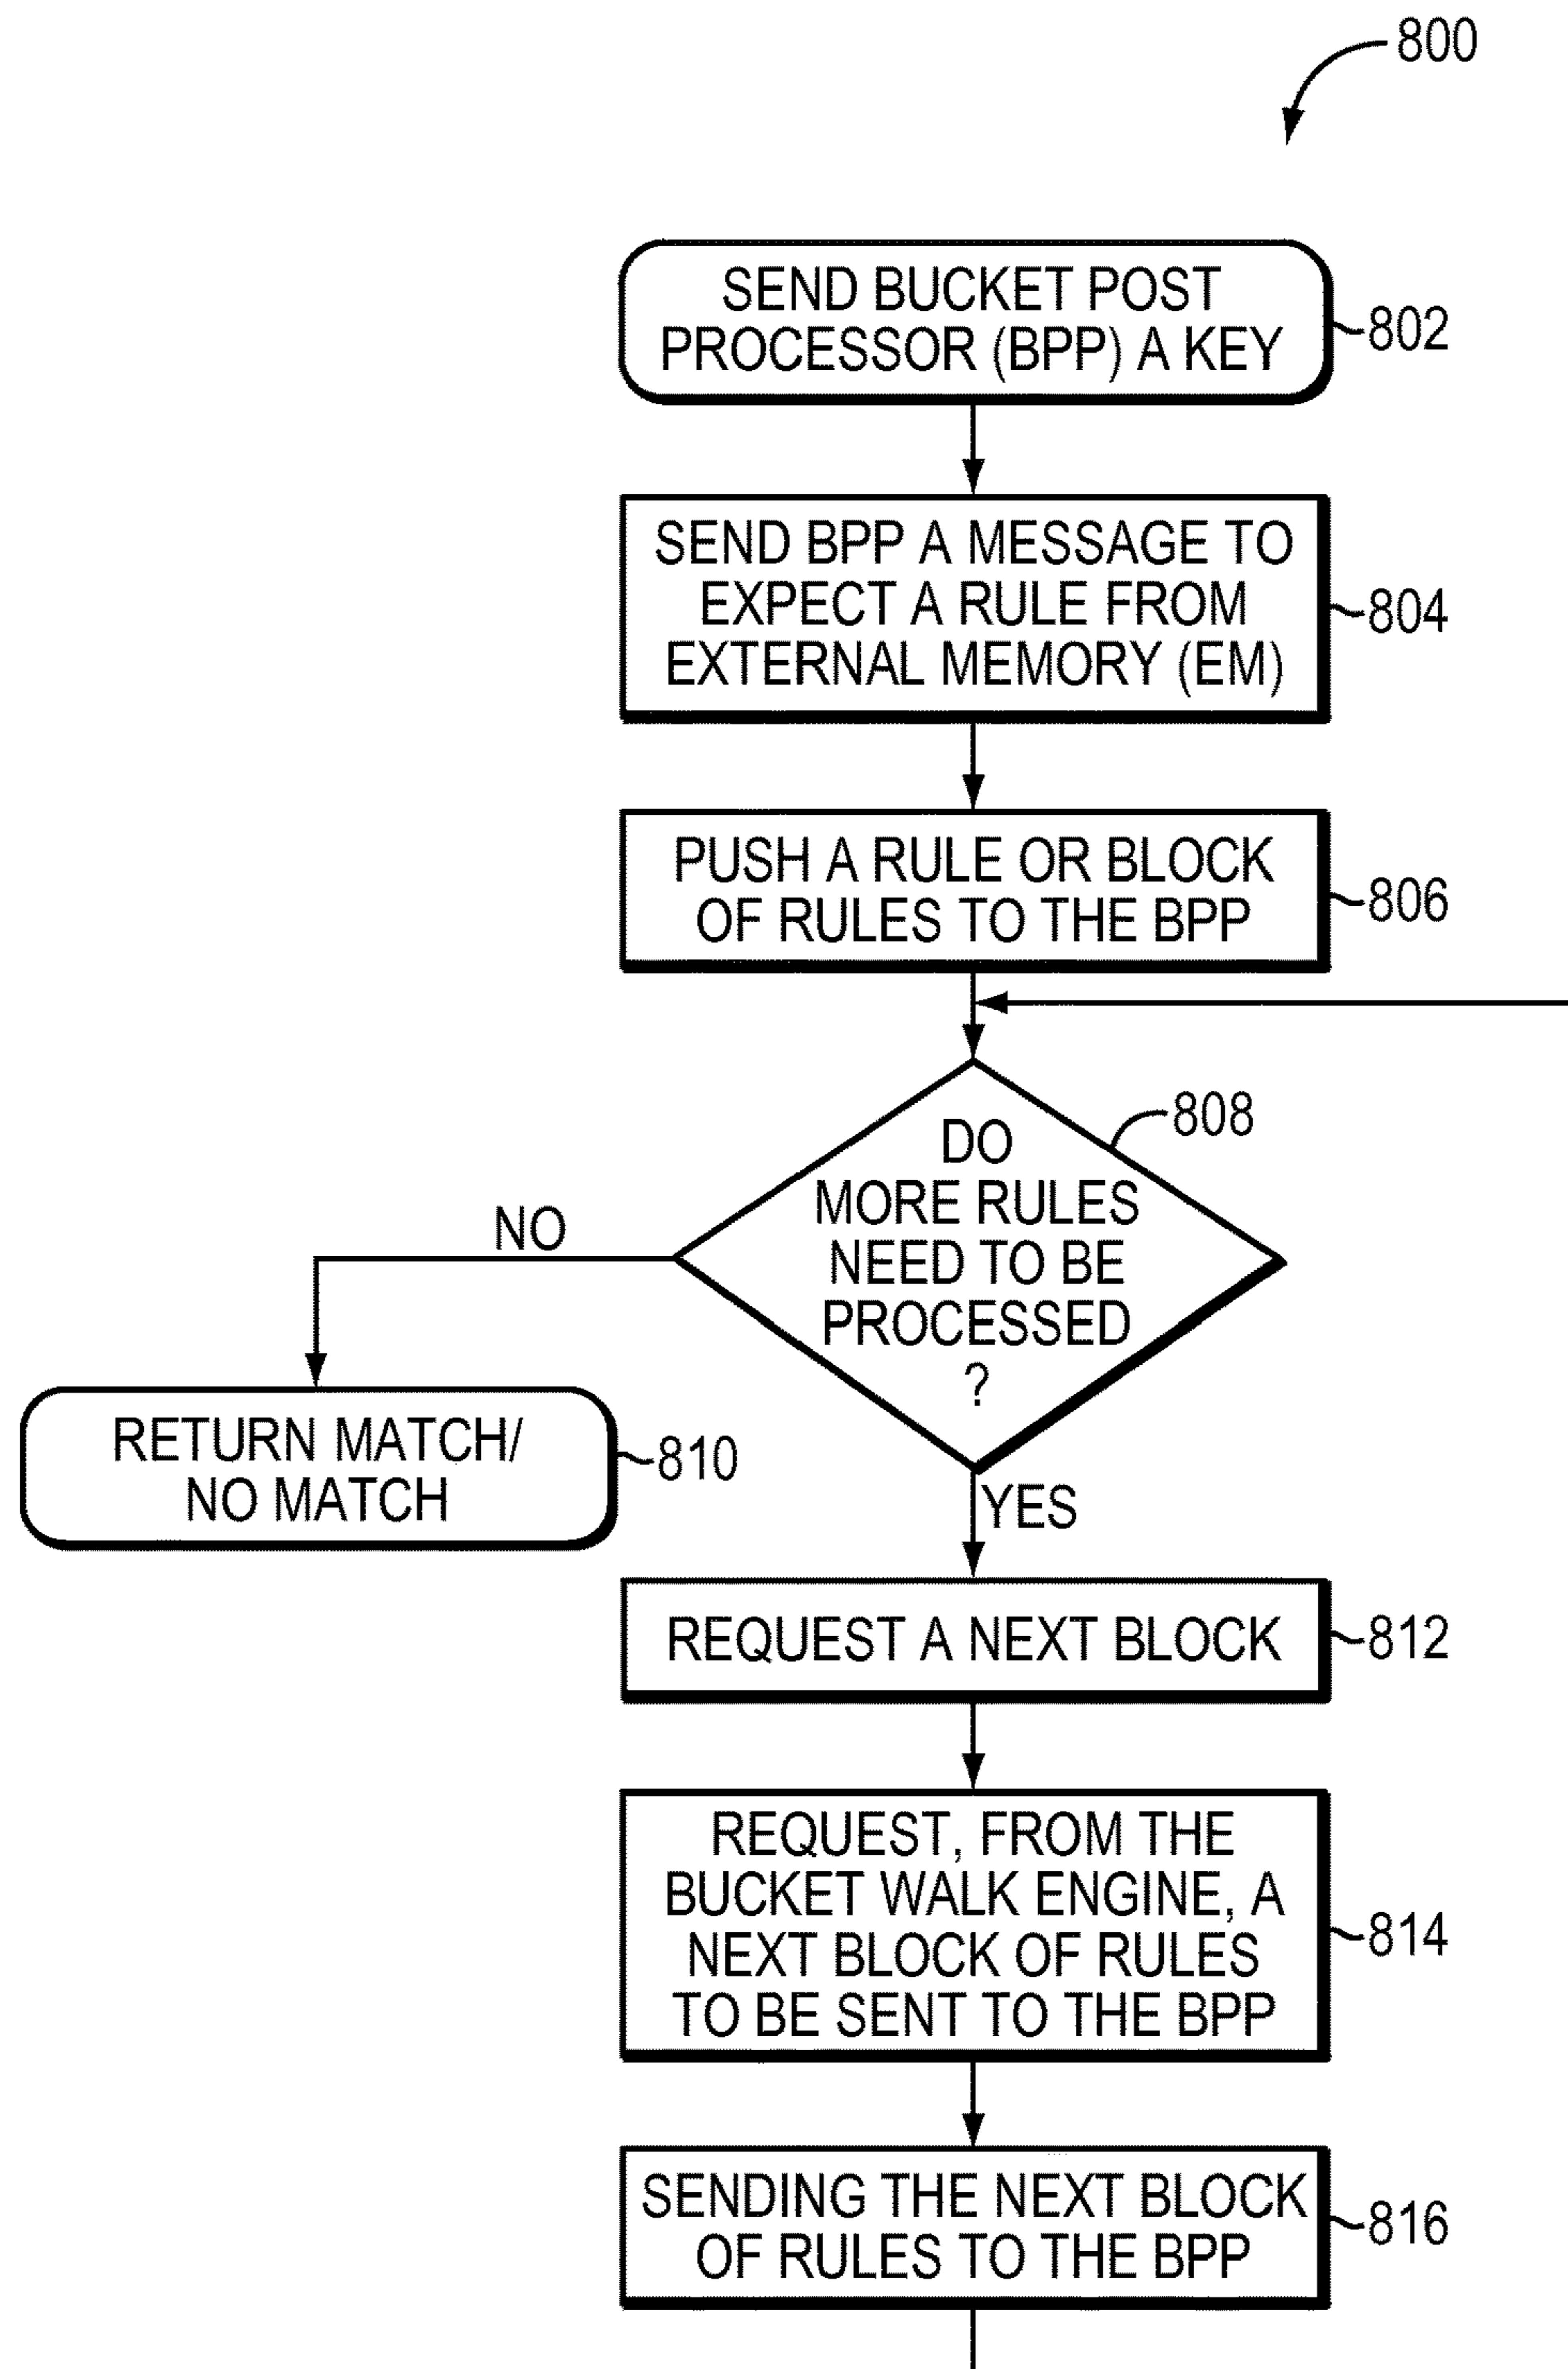 800
SEND BUCKET POST
PROCESSOR (BPP) A KEY
802
SEND BPP A MESSAGE TO
EXPECT A RULE FROM
EXTERNAL MEMORY (EM)
804
PUSH A RULE OR BLOCK
OF RULES TO THE BPP
806
DO
MORE RULES
NEED TO BE
PROCESSED
?
808
NO
RETURN MATCH/
NO MATCH
810
YES
REQUEST A NEXT BLOCK
812
REQUEST, FROM THE
BUCKET WALK ENGINE, A
NEXT BLOCK OF RULES
TO BE SENT TO THE BPP
814
SENDING THE NEXT BLOCK
OF RULES TO THE BPP
816